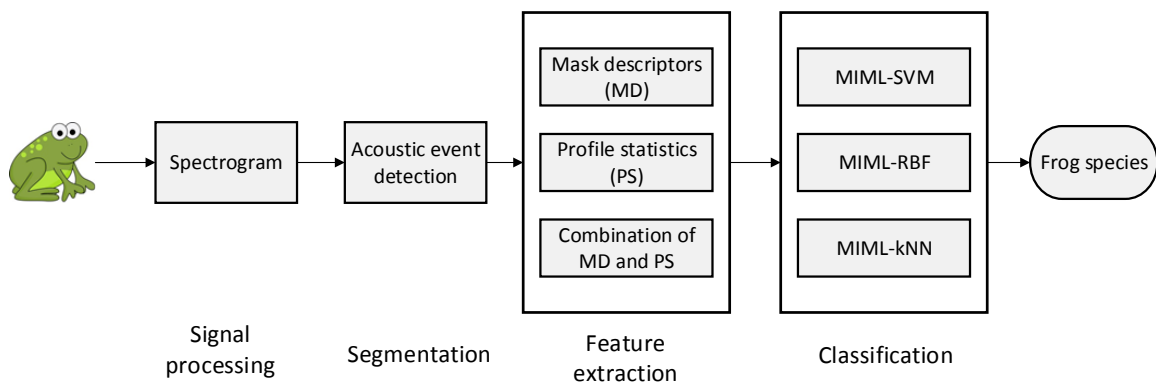 Mask descriptors
(MD)
MIML-SVM
Spectrogram
Acoustic event
detection
Profile statistics
(PS)
MIML-RBF
Frog species
Combination of
MD and PS
MIML-kNN
Signal
processing
Segmentation
Feature
extraction
Classification